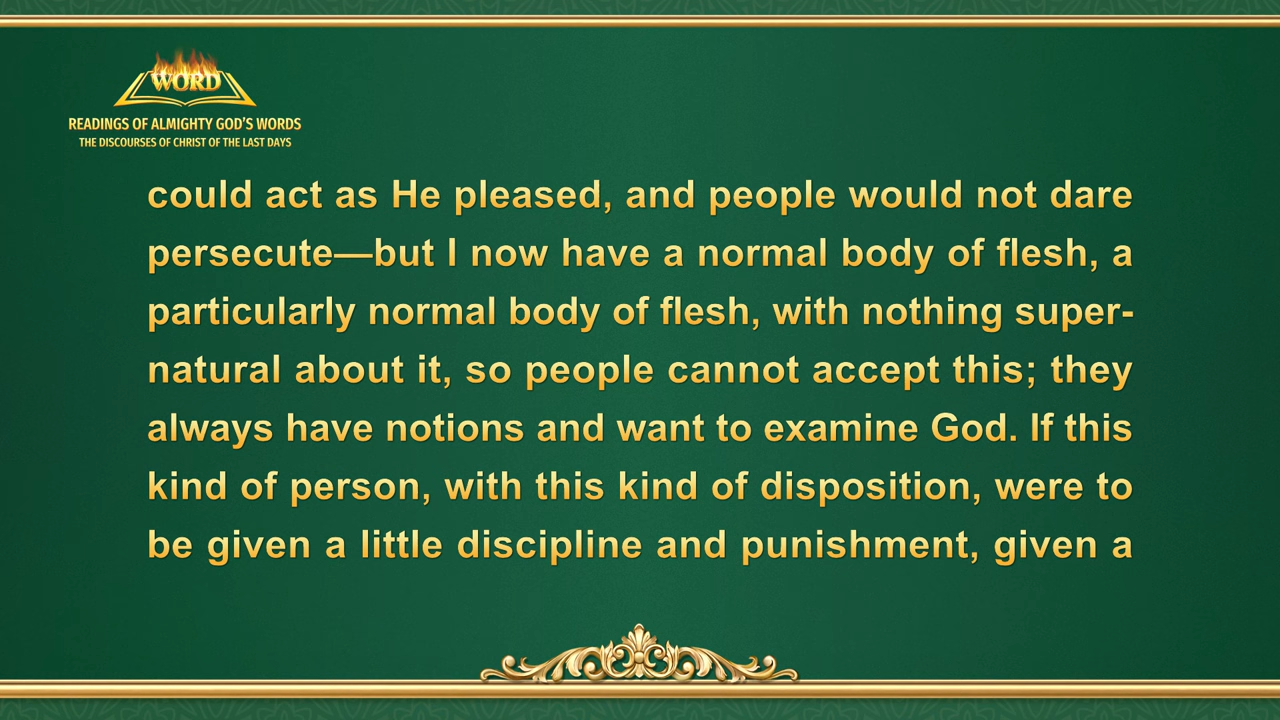 WORD
READINGS OF ALMIGHTY GOD'S WORDS
THE DISCOURSES OF CHRIST OF THE LAST DAYS
could act as He pleased, and people would not dare
persecute—but I now have a normal body of flesh, a
particularly normal body of flesh, with nothing super-
natural about it, so people cannot accept this; they
always have notions and want to examine God. If this
kind of person, with this kind of disposition, were to
be given a little discipline and punishment, given a